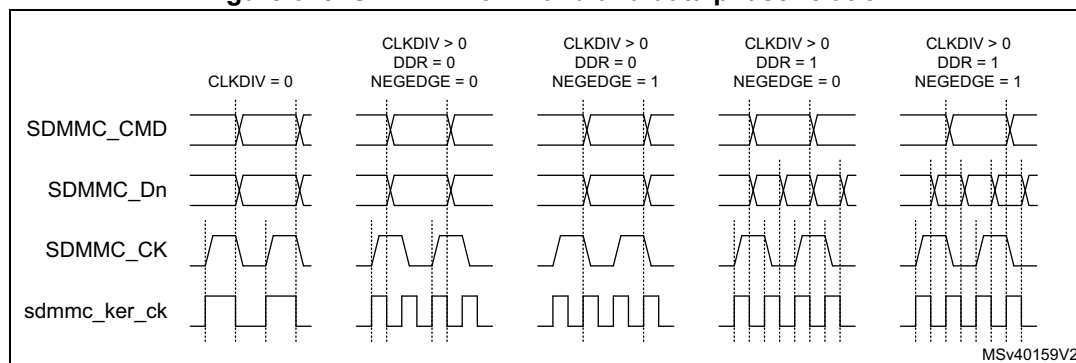 CLKDIV = 0
CLKDIV > 0
DDR = 0
NEGEDGE = 0
CLKDIV > 0
DDR = 0
NEGEDGE = 1
CLKDIV > 0
DDR = 1
NEGEDGE = 0
CLKDIV > 0
DDR = 1
NEGEDGE = 1
SDMMC_CMD
SDMMC_Dn
SDMMC_CK
sdmmc_ker_ck
MSv40159V2